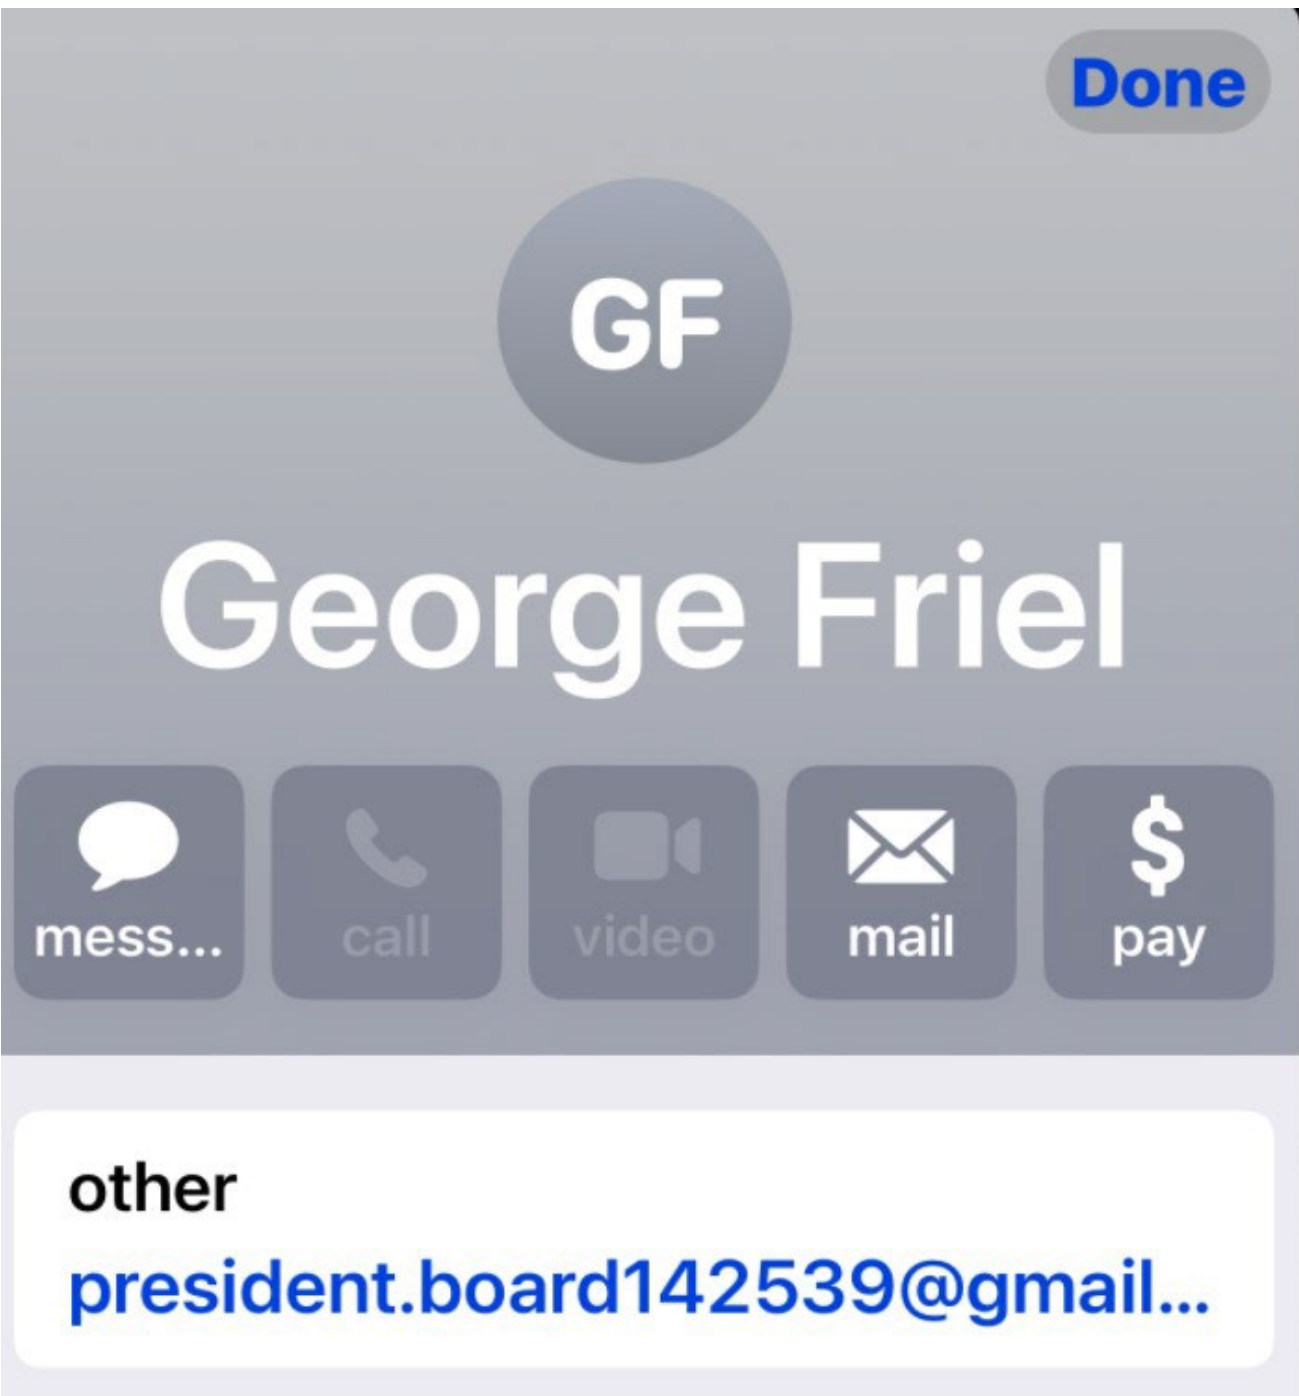 Done
GF
George Friel
mess...
call
video
mail
pay
other
president.board142539@gmail...